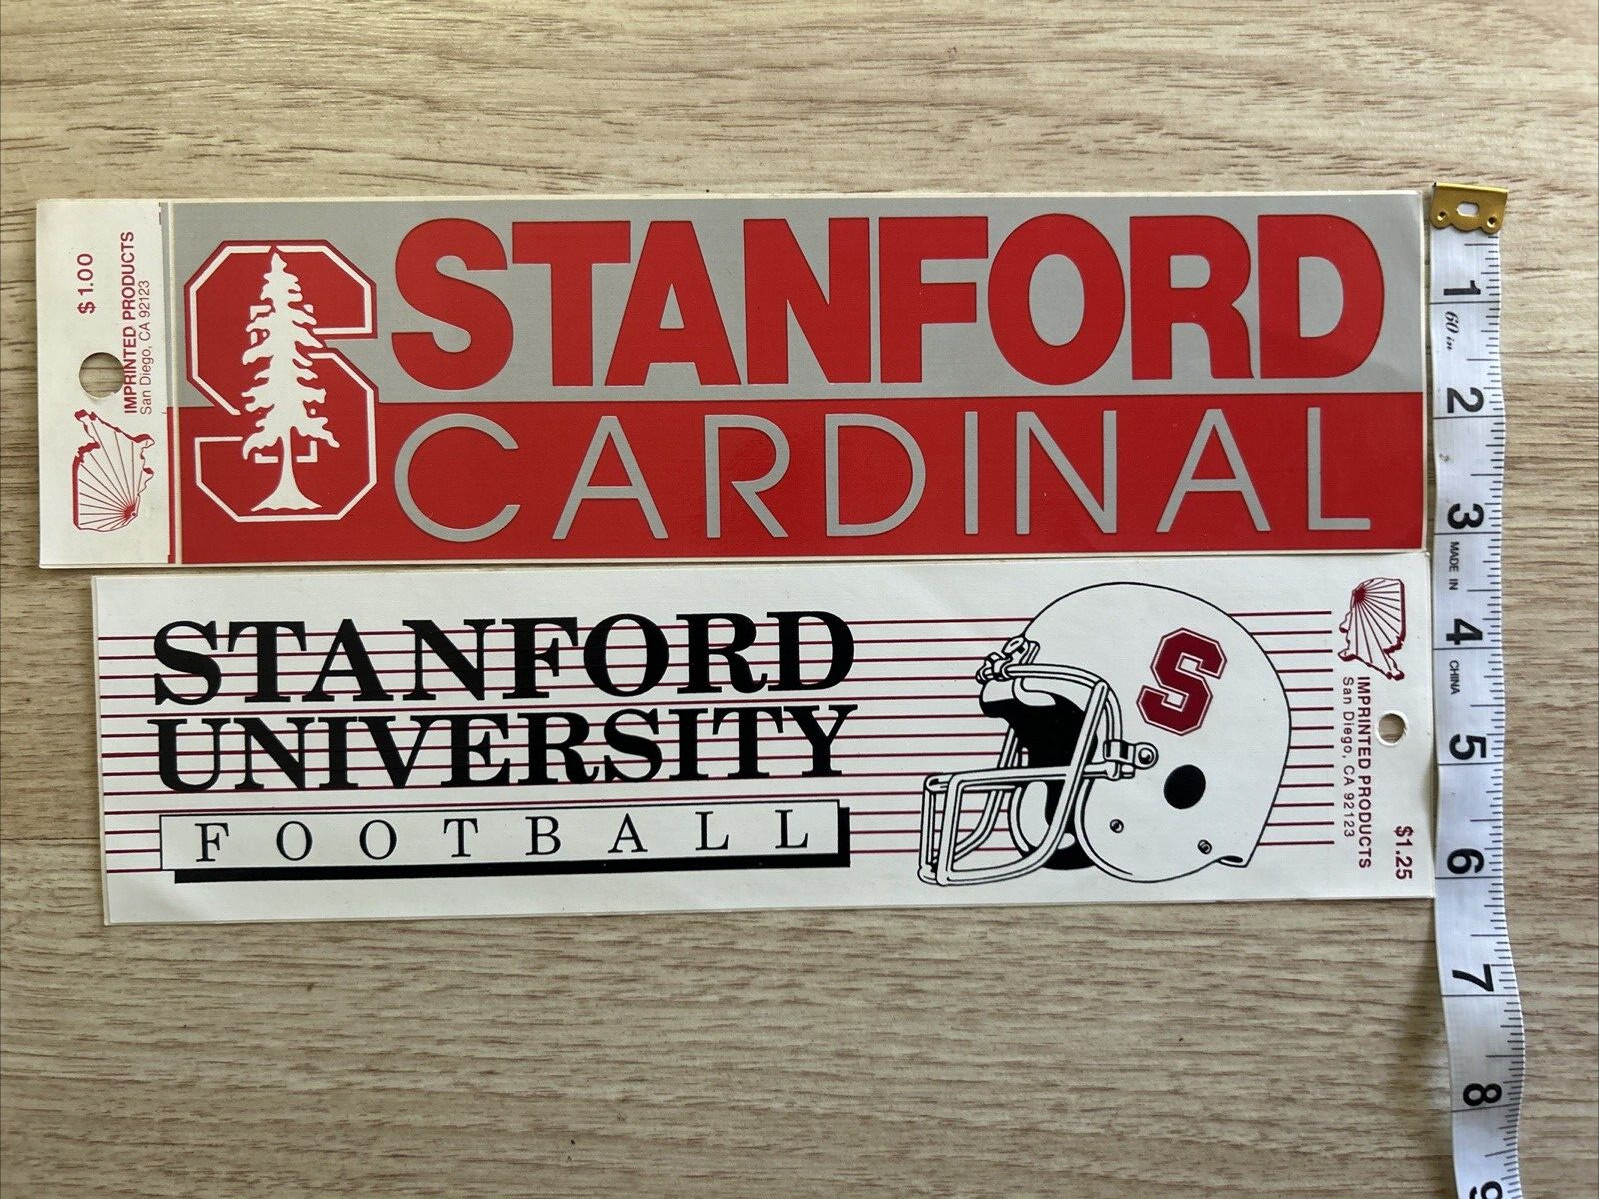 $1.00
IMPRINTED PRODUCTS
San Diego, CA 92123
S
STANFORD
CARDINAL
STANFORD
UNIVERSITY
FOOTBALL
S
IMPRINTED PRODUCTS
San Diego, CA 92123
$1.25
1
60 in
2
3
MADE IN
4
CHINA
5
6
7
8
9